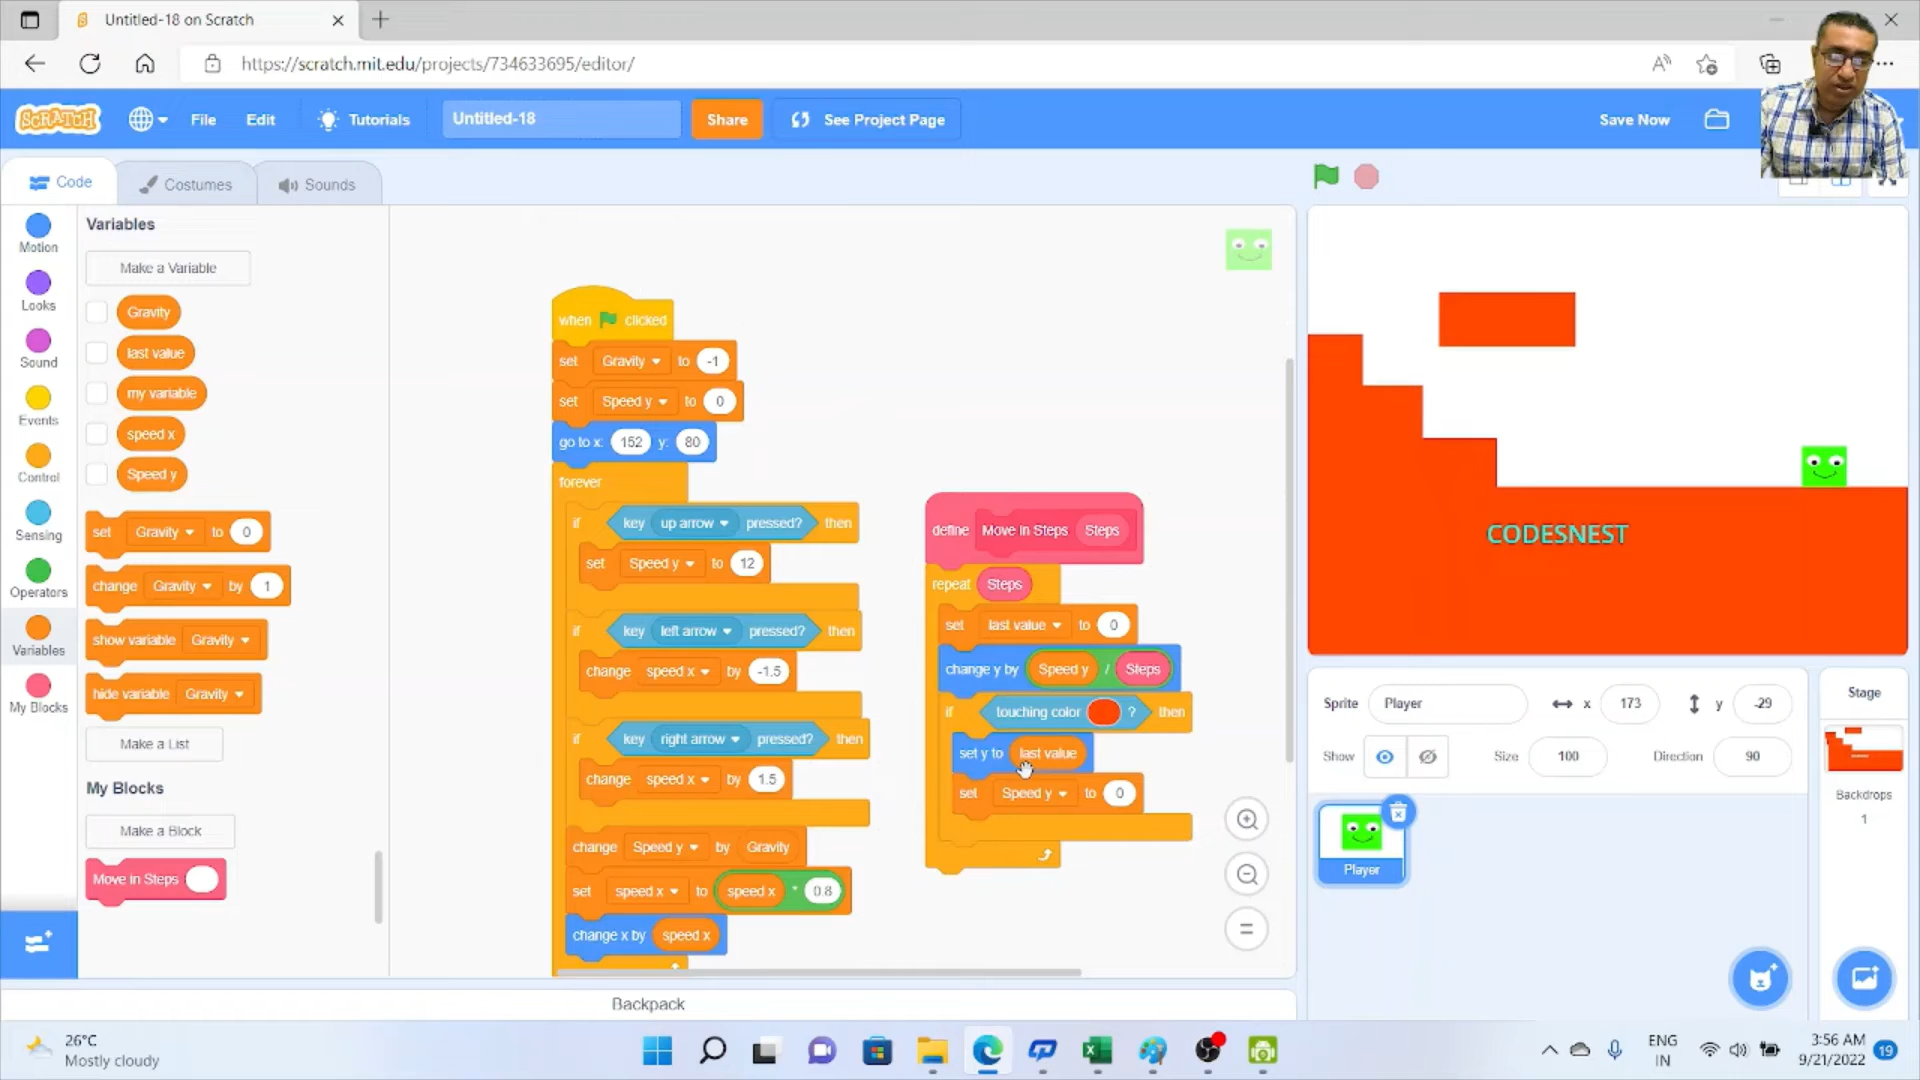 Untitled-18 on Scratch
https://scratch.mit.edu/projects/734633695/editor/
SCRATCH
File
Edit
Tutorials
Untitled-18
Share
See Project Page
Save Now
Code
Costumes
Sounds
Motion
Looks
Sound
Events
Control
Sensing
Operators
Variables
My Blocks
Variables
Make a Variable
Gravity
last value
my variable
speed x
Speed y
set Gravity to 0
change Gravity by 1
show variable Gravity
hide variable Gravity
Make a List
My Blocks
Make a Block
Move in Steps
when clicked
set Gravity to -1
set Speed y to 0
go to x: 152 y: 80
forever
if key up arrow pressed? then
set Speed y to 12
if key left arrow pressed? then
change speed x by -1.5
if key right arrow pressed? then
change speed x by 1.5
change Speed y by Gravity
set speed x to speed x * 0.8
change x by speed x
define Move in Steps Steps
repeat Steps
set last value to 0
change y by Speed y / Steps
if touching color ? then
set y to last value
set Speed y to 0
CODESNEST
Sprite Player x 173 y -29
Show Size 100 Direction 90
Player
Stage
Backdrops
1
Backpack
26°C
Mostly cloudy
ENG
IN
3:56 AM
9/21/2022
19